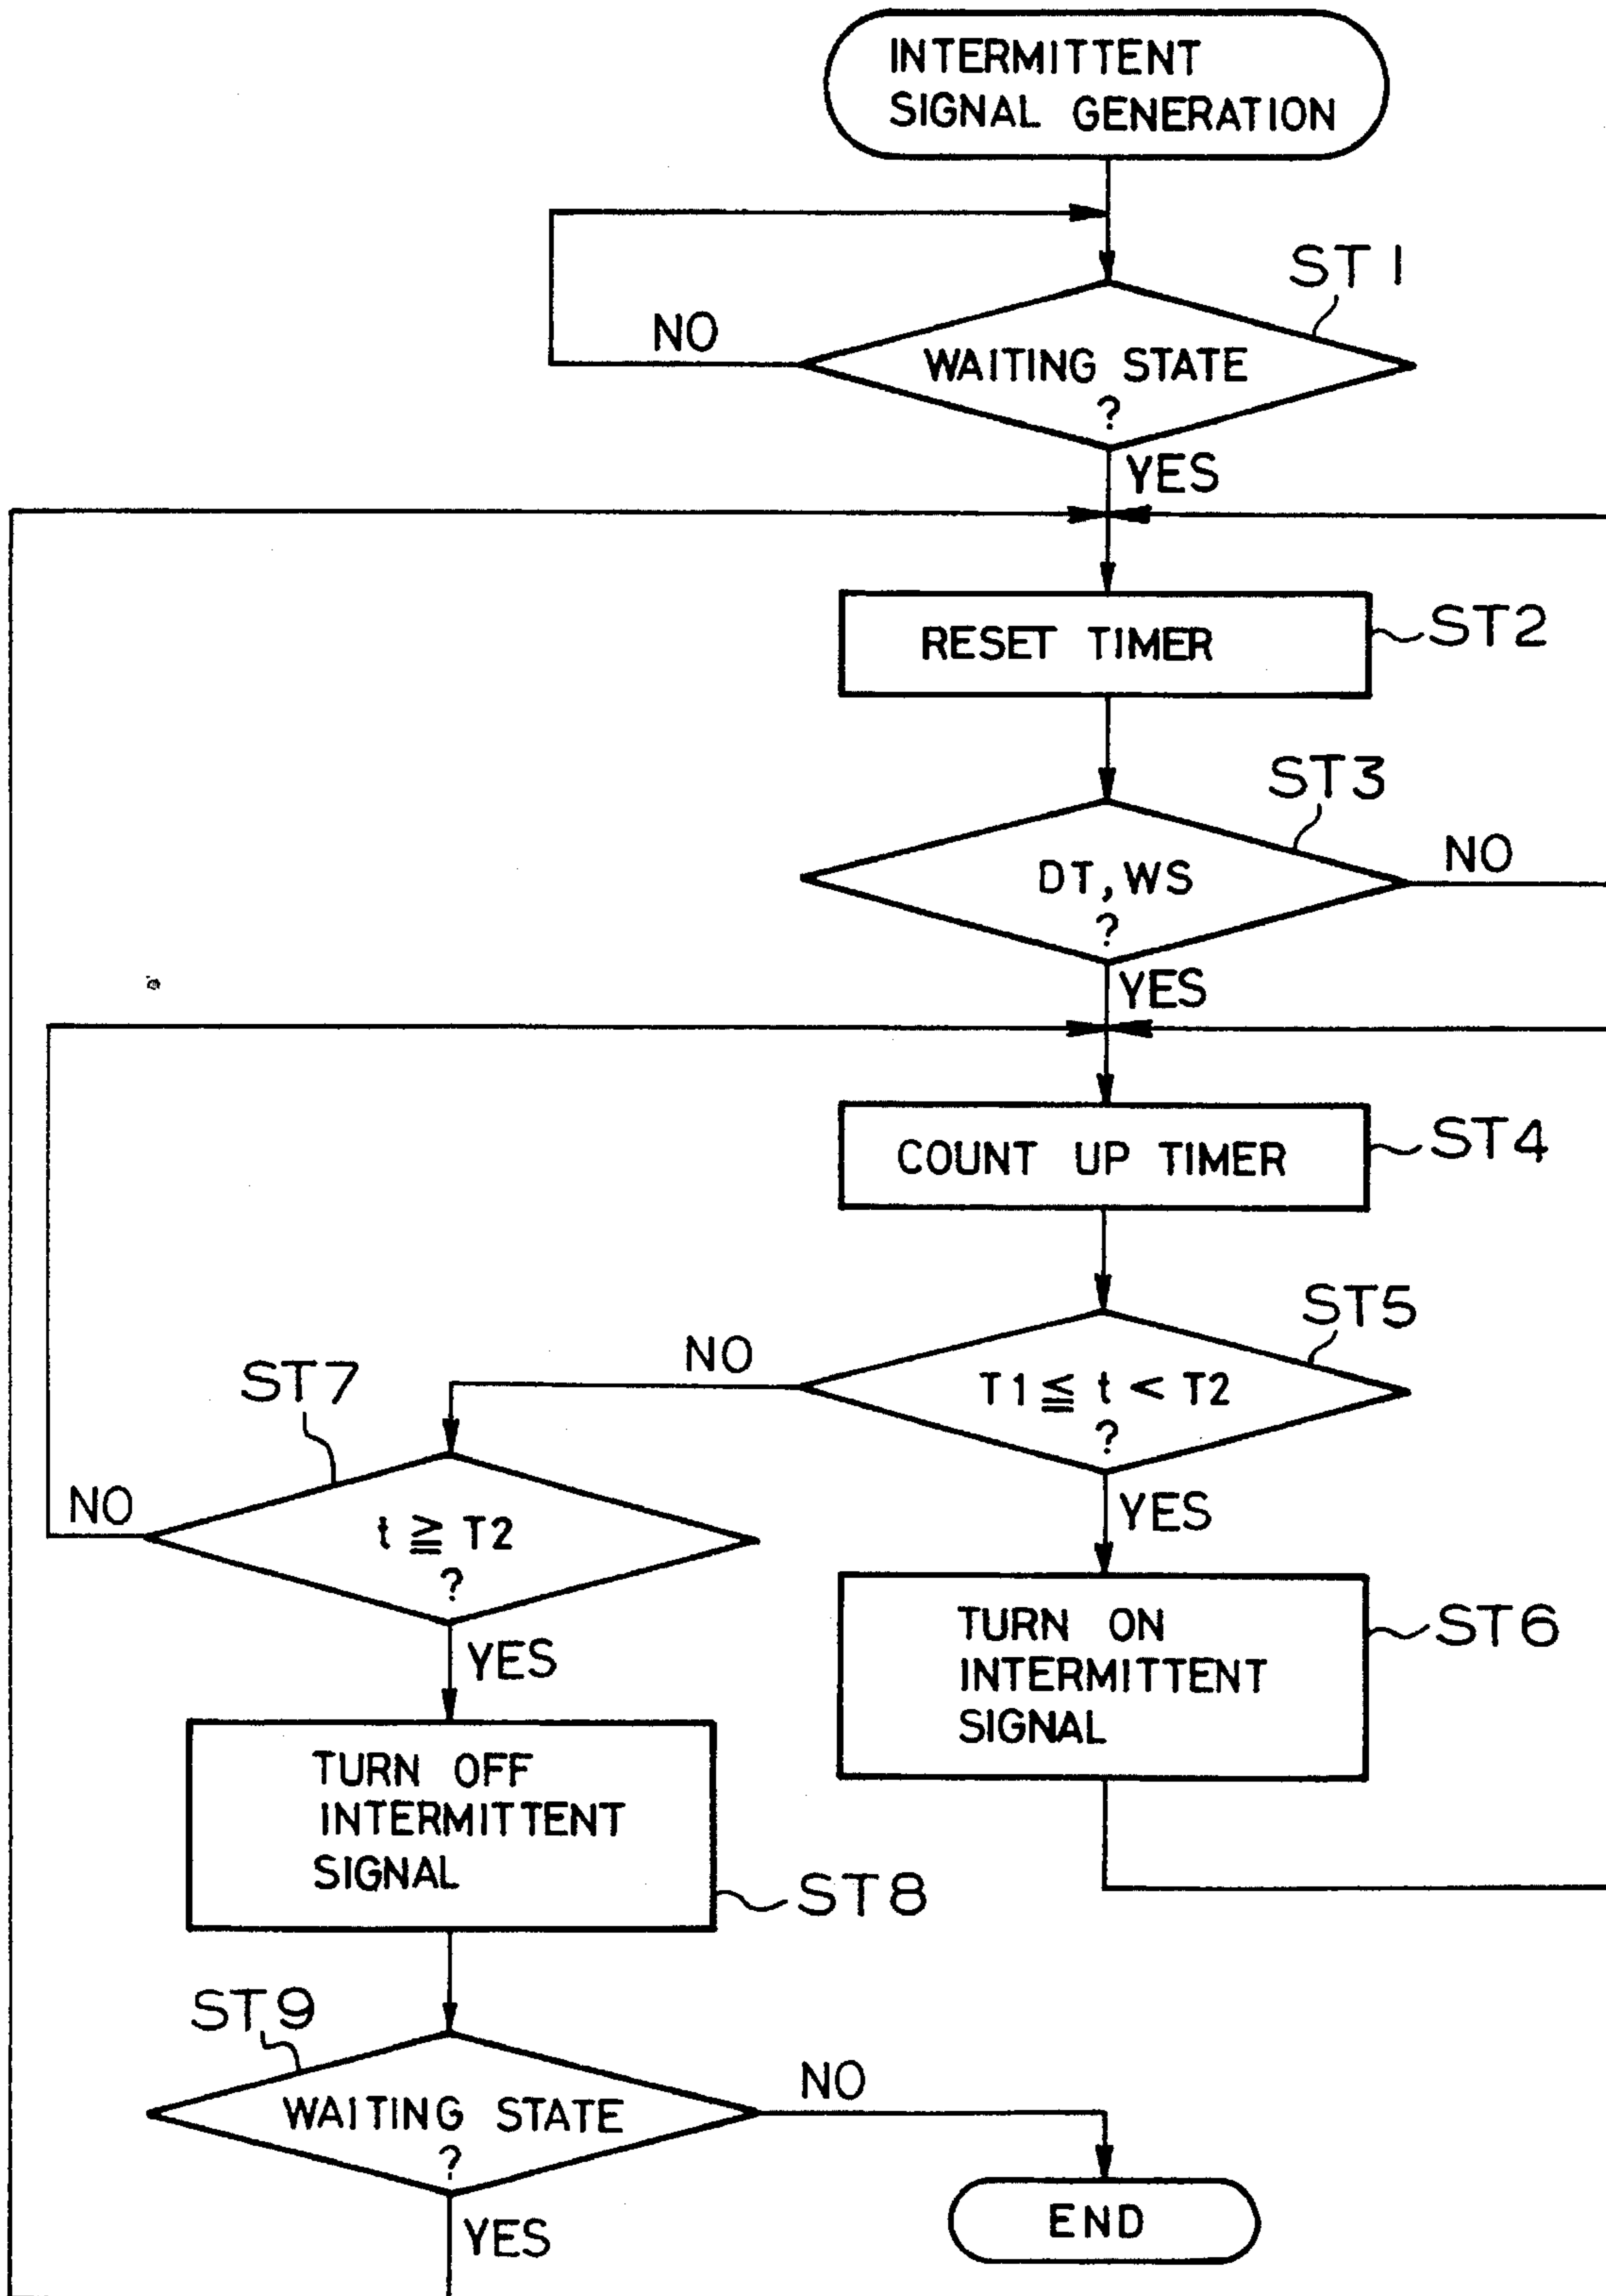 INTERMITTENT
SIGNAL GENERATION
ST1
NO
WAITING STATE
?
YES
RESET TIMER
ST2
ST3
NO
DT, WS
?
YES
COUNT UP TIMER
ST4
ST5
NO
T1 ≦ t < T2
?
YES
ST7
NO
t ≧ T2
?
YES
TURN ON
INTERMITTENT
SIGNAL
ST6
TURN OFF
INTERMITTENT
SIGNAL
ST8
ST9
NO
WAITING STATE
?
YES
END